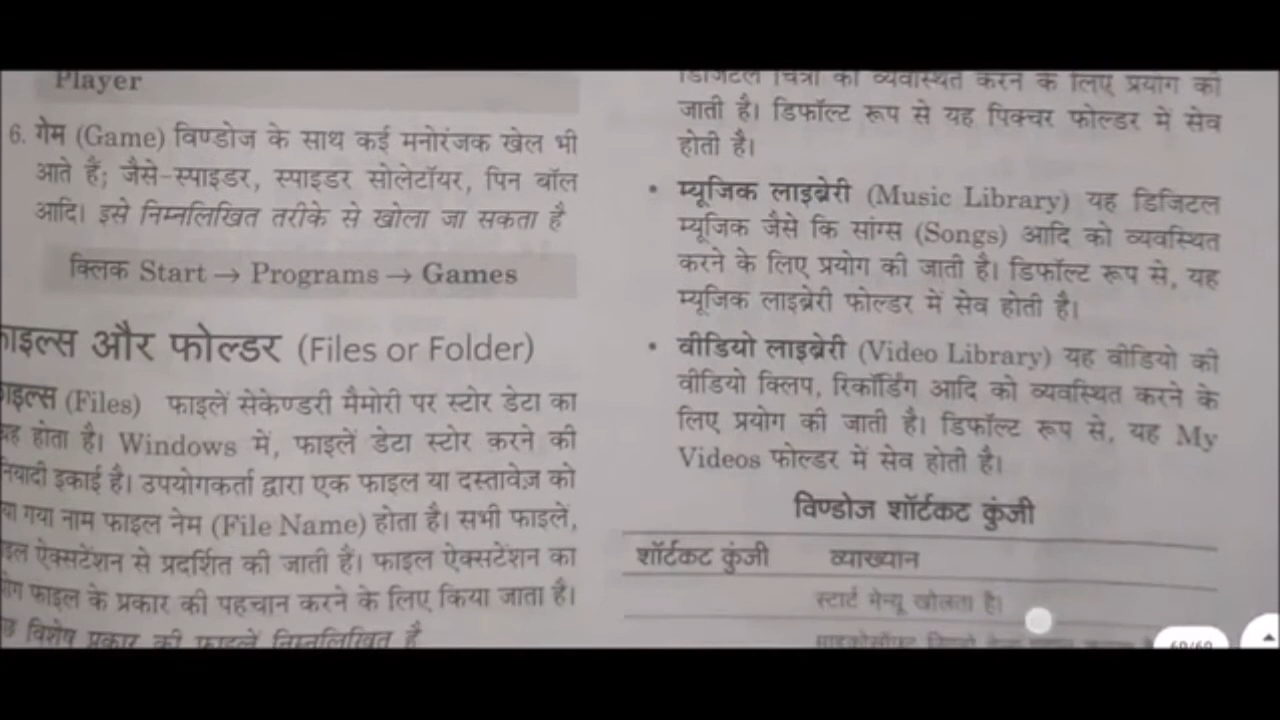 Player
6. गेम (Game) विण्डोज के साथ कई मनोरंजक खेल भी
आते हैं; जैसे-स्पाइडर, स्पाइडर सोलेटॉयर, पिन बॉल
आदि। इसे निम्नलिखित तरीके से खोला जा सकता है
क्लिक Start → Programs → Games
ाइल्स और फोल्डर (Files or Folder)
ाइल्स (Files) फाइलें सेकेण्डरी मैमोरी पर स्टोर डेटा का
ह होता है। Windows में, फाइलें डेटा स्टोर करने की
नियादी इकाई है। उपयोगकर्ता द्वारा एक फाइल या दस्तावेज़ को
या गया नाम फाइल नेम (File Name) होता है। सभी फाइलें,
इल ऐक्सटेंशन से प्रदर्शित की जाती हैं। फाइल ऐक्सटेंशन का
फाइल के प्रकार की पहचान करने के लिए किया जाता है।
विशेष प्रकार की फाइलें निम्नलिखित हैं
डिजिटल चित्रों को व्यवस्थित करने के लिए प्रयोग की
जाती है। डिफॉल्ट रूप से यह पिक्चर फोल्डर में सेव
होती है।
• म्यूजिक लाइब्रेरी (Music Library) यह डिजिटल
म्यूजिक जैसे कि सांग्स (Songs) आदि को व्यवस्थित
करने के लिए प्रयोग की जाती है। डिफॉल्ट रूप से, यह
म्यूजिक लाइब्रेरी फोल्डर में सेव होती है।
• वीडियो लाइब्रेरी (Video Library) यह वीडियो की
वीडियो क्लिप, रिकॉर्डिंग आदि को व्यवस्थित करने के
लिए प्रयोग की जाती है। डिफॉल्ट रूप से, यह My
Videos फोल्डर में सेव होती है।
विण्डोज शॉर्टकट कुंजी
शॉर्टकट कुंजी व्याख्यान
स्टार्ट मेन्यू खोलता है।